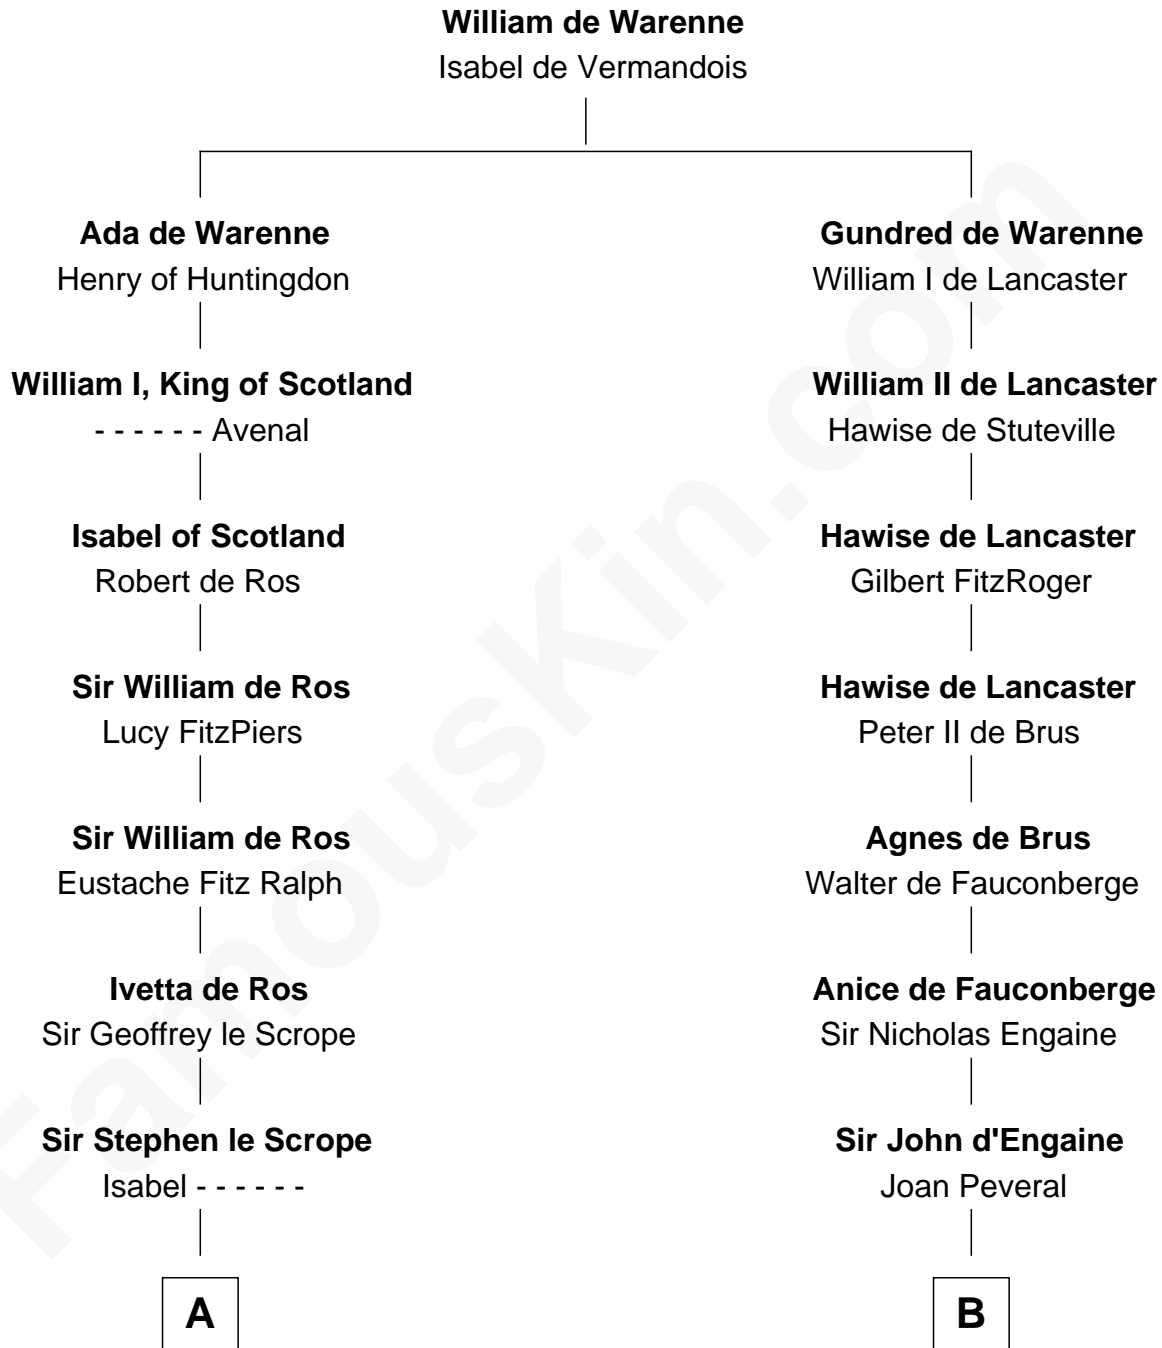 William de Warenne
Isabel de Vermandois
Ada de Warenne
Henry of Huntingdon
William I, King of Scotland
- - - - - - Avenal
Isabel of Scotland
Robert de Ros
Sir William de Ros
Lucy FitzPiers
Sir William de Ros
Eustache Fitz Ralph
Ivetta de Ros
Sir Geoffrey le Scrope
Sir Stephen le Scrope
Isabel - - - - - -
A
Gundred de Warenne
William I de Lancaster
William II de Lancaster
Hawise de Stuteville
Hawise de Lancaster
Gilbert FitzRoger
Hawise de Lancaster
Peter II de Brus
Agnes de Brus
Walter de Fauconberge
Anice de Fauconberge
Sir Nicholas Engaine
Sir John d'Engaine
Joan Peveral
B
FamousKin.com